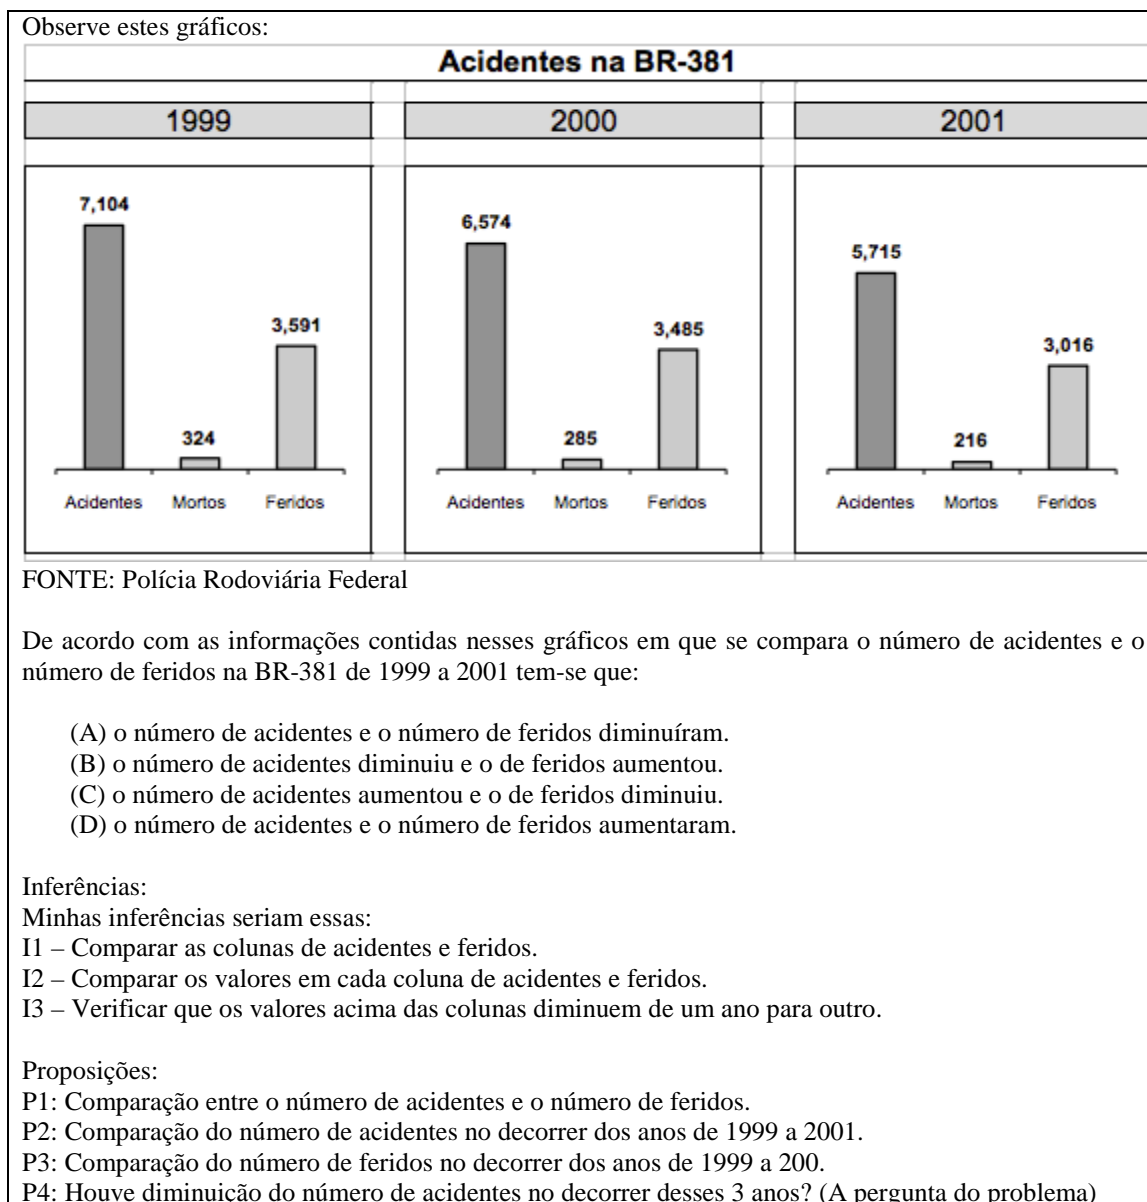 Observe estes gráficos:
Acidentes na BR-381
1999 2000 2001
7,104
324
3,591
Acidentes Mortos Feridos
6,574
285
3,485
Acidentes Mortos Feridos
5,715
216
3,016
Acidentes Mortos Feridos
FONTE: Polícia Rodoviária Federal
De acordo com as informações contidas nesses gráficos em que se compara o número de acidentes e o
número de feridos na BR-381 de 1999 a 2001 tem-se que:
(A) o número de acidentes e o número de feridos diminuíram.
(B) o número de acidentes diminuiu e o de feridos aumentou.
(C) o número de acidentes aumentou e o de feridos diminuiu.
(D) o número de acidentes e o número de feridos aumentaram.
Inferências:
Minhas inferências seriam essas:
I1 – Comparar as colunas de acidentes e feridos.
I2 – Comparar os valores em cada coluna de acidentes e feridos.
I3 – Verificar que os valores acima das colunas diminuem de um ano para outro.
Proposições:
P1: Comparação entre o número de acidentes e o número de feridos.
P2: Comparação do número de acidentes no decorrer dos anos de 1999 a 2001.
P3: Comparação do número de feridos no decorrer dos anos de 1999 a 200.
P4: Houve diminuição do número de acidentes no decorrer desses 3 anos? (A pergunta do problema)